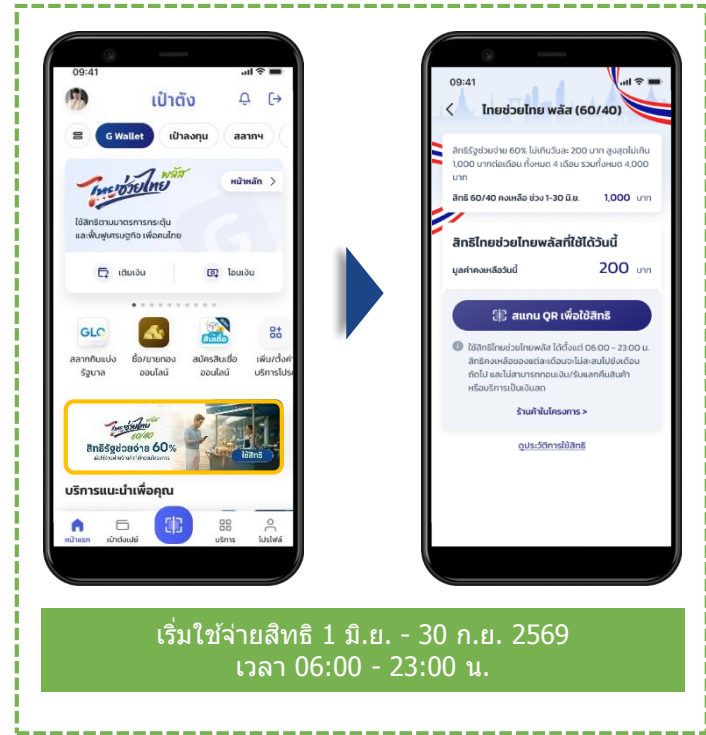 09:41
เป๋าตัง
G Wallet
เป๋าลงทุน
สลากฯ
ไทยช่วยไทย พลัส
หน้าหลัก >
ใช้สิทธิตามมาตรการกระตุ้น
และฟื้นฟูเศรษฐกิจ เพื่อคนไทย
เติมเงิน
โอนเงิน
GLO
สินเชื่อ
สลากกินแบ่ง
รัฐบาล
ซื้อ/ขายทอง
ออนไลน์
สมัครสินเชื่อ
ออนไลน์
เพิ่ม/ตั้งค่า
บริการโปร
ไทยช่วยไทย พลัส
60/40
สิทธิรัฐช่วยจ่าย 60%
ใช้สิทธิ
บริการแนะนำเพื่อคุณ
หน้าแรก
เป๋าตังเปย์
บริการ
โปรไฟล์
09:41
ไทยช่วยไทย พลัส (60/40)
สิทธิรัฐช่วยจ่าย 60% ไม่เกินวันละ 200 บาท สูงสุดไม่เกิน
1,000 บาทต่อเดือน ทั้งหมด 4 เดือน รวมทั้งหมด 4,000
บาท
สิทธิ 60/40 คงเหลือ ช่วง 1-30 มิ.ย. 1,000 บาท
สิทธิไทยช่วยไทยพลัสที่ใช้ได้วันนี้
มูลค่าคงเหลือวันนี้ 200 บาท
สแกน QR เพื่อใช้สิทธิ
ใช้สิทธิไทยช่วยไทยพลัส ได้ตั้งแต่ 06:00 - 23:00 น.
สิทธิคงเหลือของแต่ละเดือนจะไม่สะสมไปยังเดือน
ถัดไป และไม่สามารถถอนเงิน/รับแลกคืนสินค้า
หรือบริการเป็นเงินสด
ร้านค้าในโครงการ >
ดูประวัติการใช้สิทธิ
เริ่มใช้จ่ายสิทธิ 1 มิ.ย. - 30 ก.ย. 2569
เวลา 06:00 - 23:00 น.